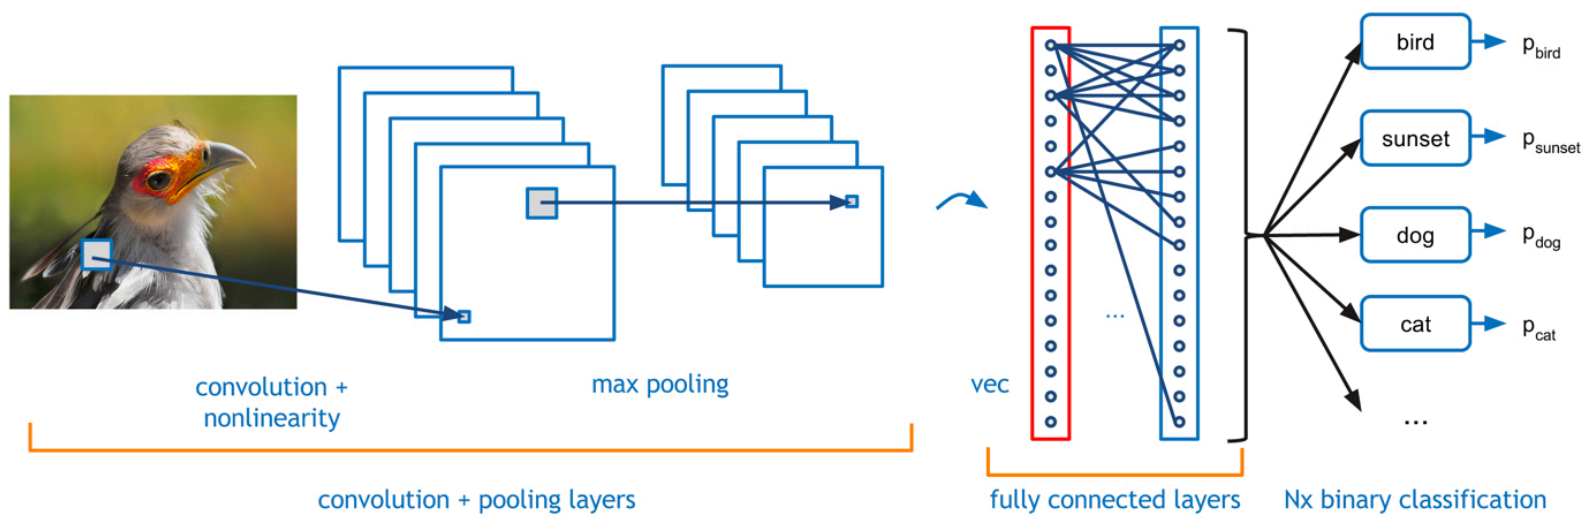 bird
p_bird
sunset
p_sunset
dog
p_dog
cat
p_cat
...
...
convolution +
nonlinearity
max pooling
vec
convolution + pooling layers
fully connected layers
Nx binary classification